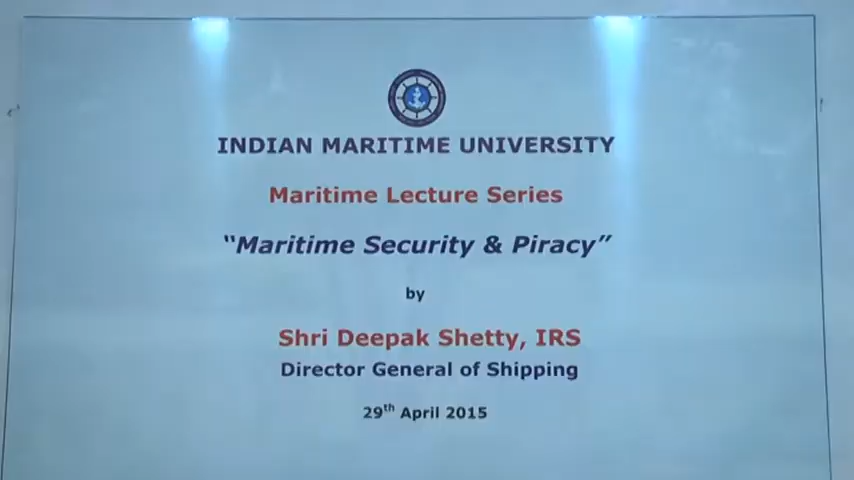 INDIAN MARITIME UNIVERSITY
Maritime Lecture Series
“Maritime Security & Piracy”
by
Shri Deepak Shetty, IRS
Director General of Shipping
29th April 2015